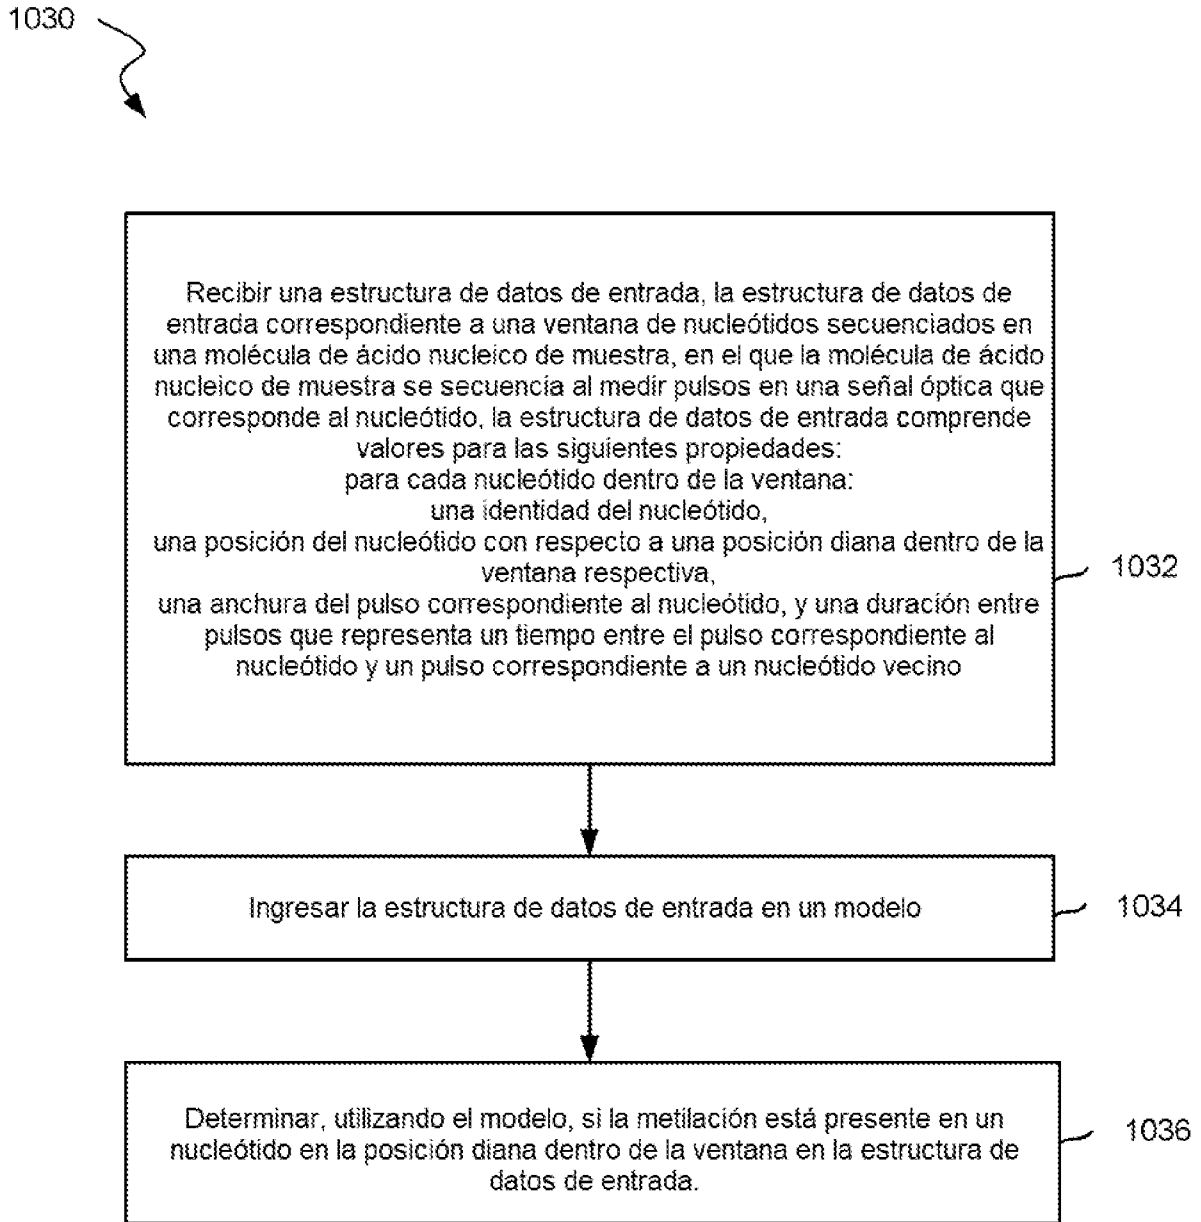 1030
Recibir una estructura de datos de entrada, la estructura de datos de
entrada correspondiente a una ventana de nucleótidos secuenciados en
una molécula de ácido nucleico de muestra, en el que la molécula de ácido
nucleico de muestra se secuencía al medir pulsos en una señal óptica que
corresponde al nucleótido, la estructura de datos de entrada comprende
valores para las siguientes propiedades:
para cada nucleótido dentro de la ventana:
una identidad del nucleótido,
una posición del nucleótido con respecto a una posición diana dentro de la
ventana respectiva,
una anchura del pulso correspondiente al nucleótido, y una duración entre
pulsos que representa un tiempo entre el pulso correspondiente al
nucleótido y un pulso correspondiente a un nucleótido vecino
1032
Ingresar la estructura de datos de entrada en un modelo
1034
Determinar, utilizando el modelo, si la metilación está presente en un
nucleótido en la posición diana dentro de la ventana en la estructura de
datos de entrada.
1036